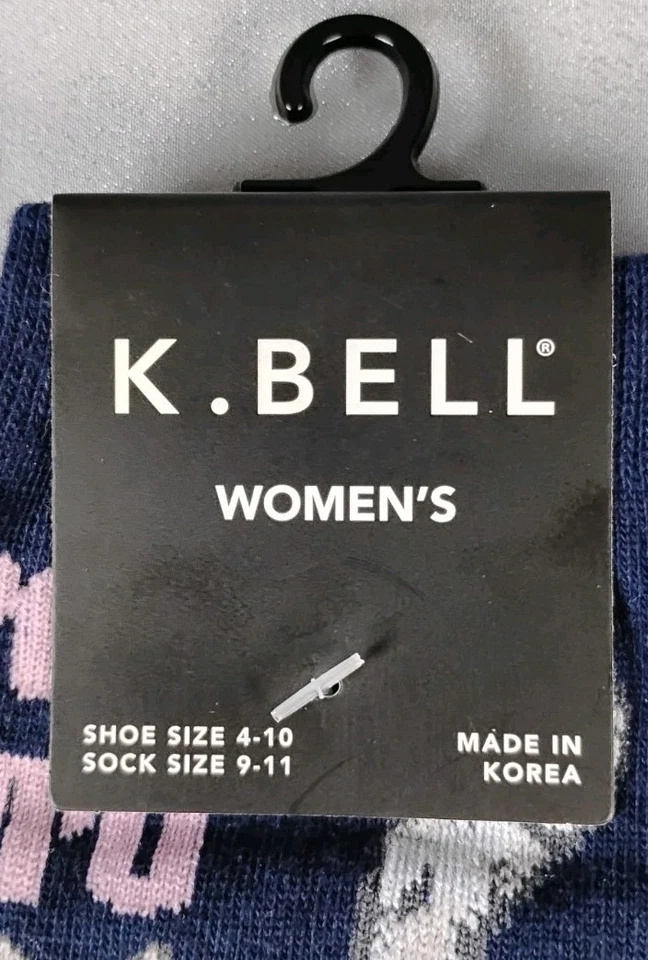 K.BELL®
WOMEN'S
SHOE SIZE 4-10
SOCK SIZE 9-11
MADE IN
KOREA